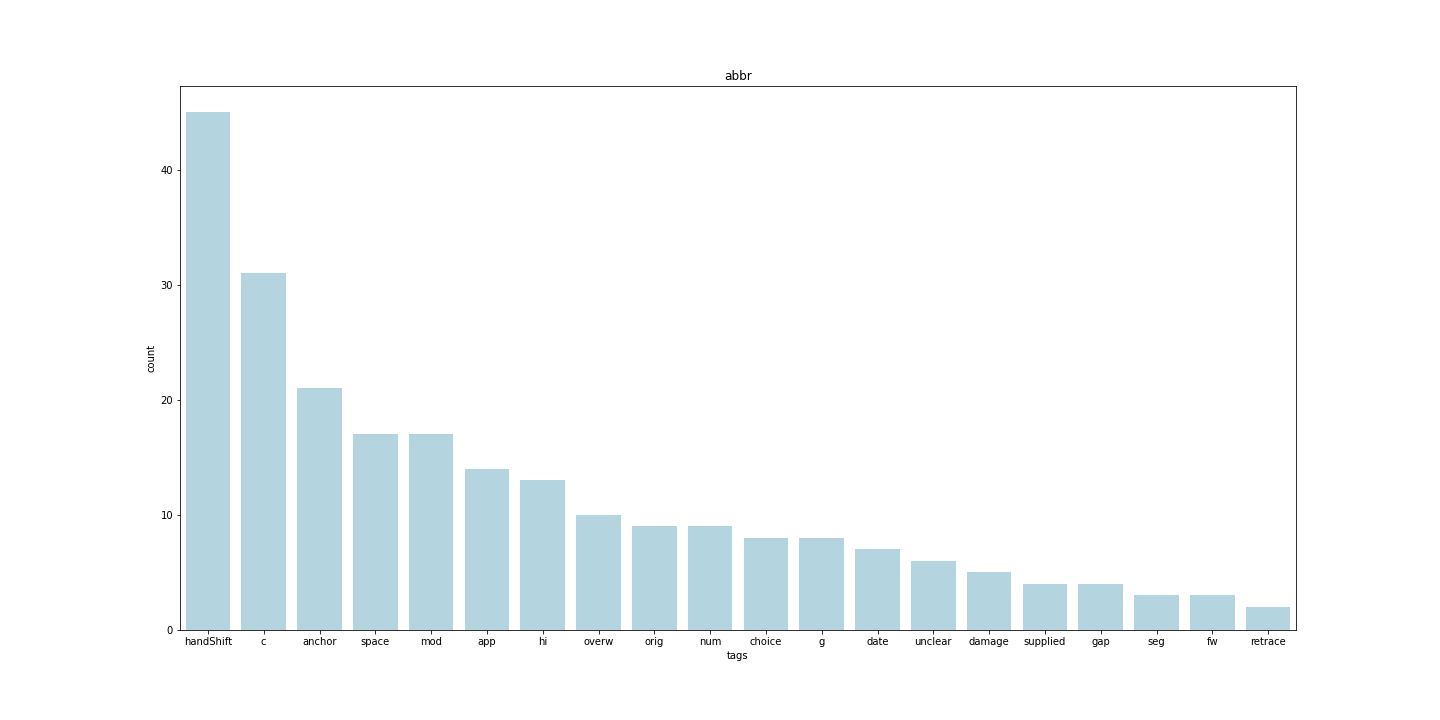 abbr
count
40
30
20
10
0
handShift c anchor space mod app hi overw orig num choice g date unclear damage supplied gap seg fw retrace
tags